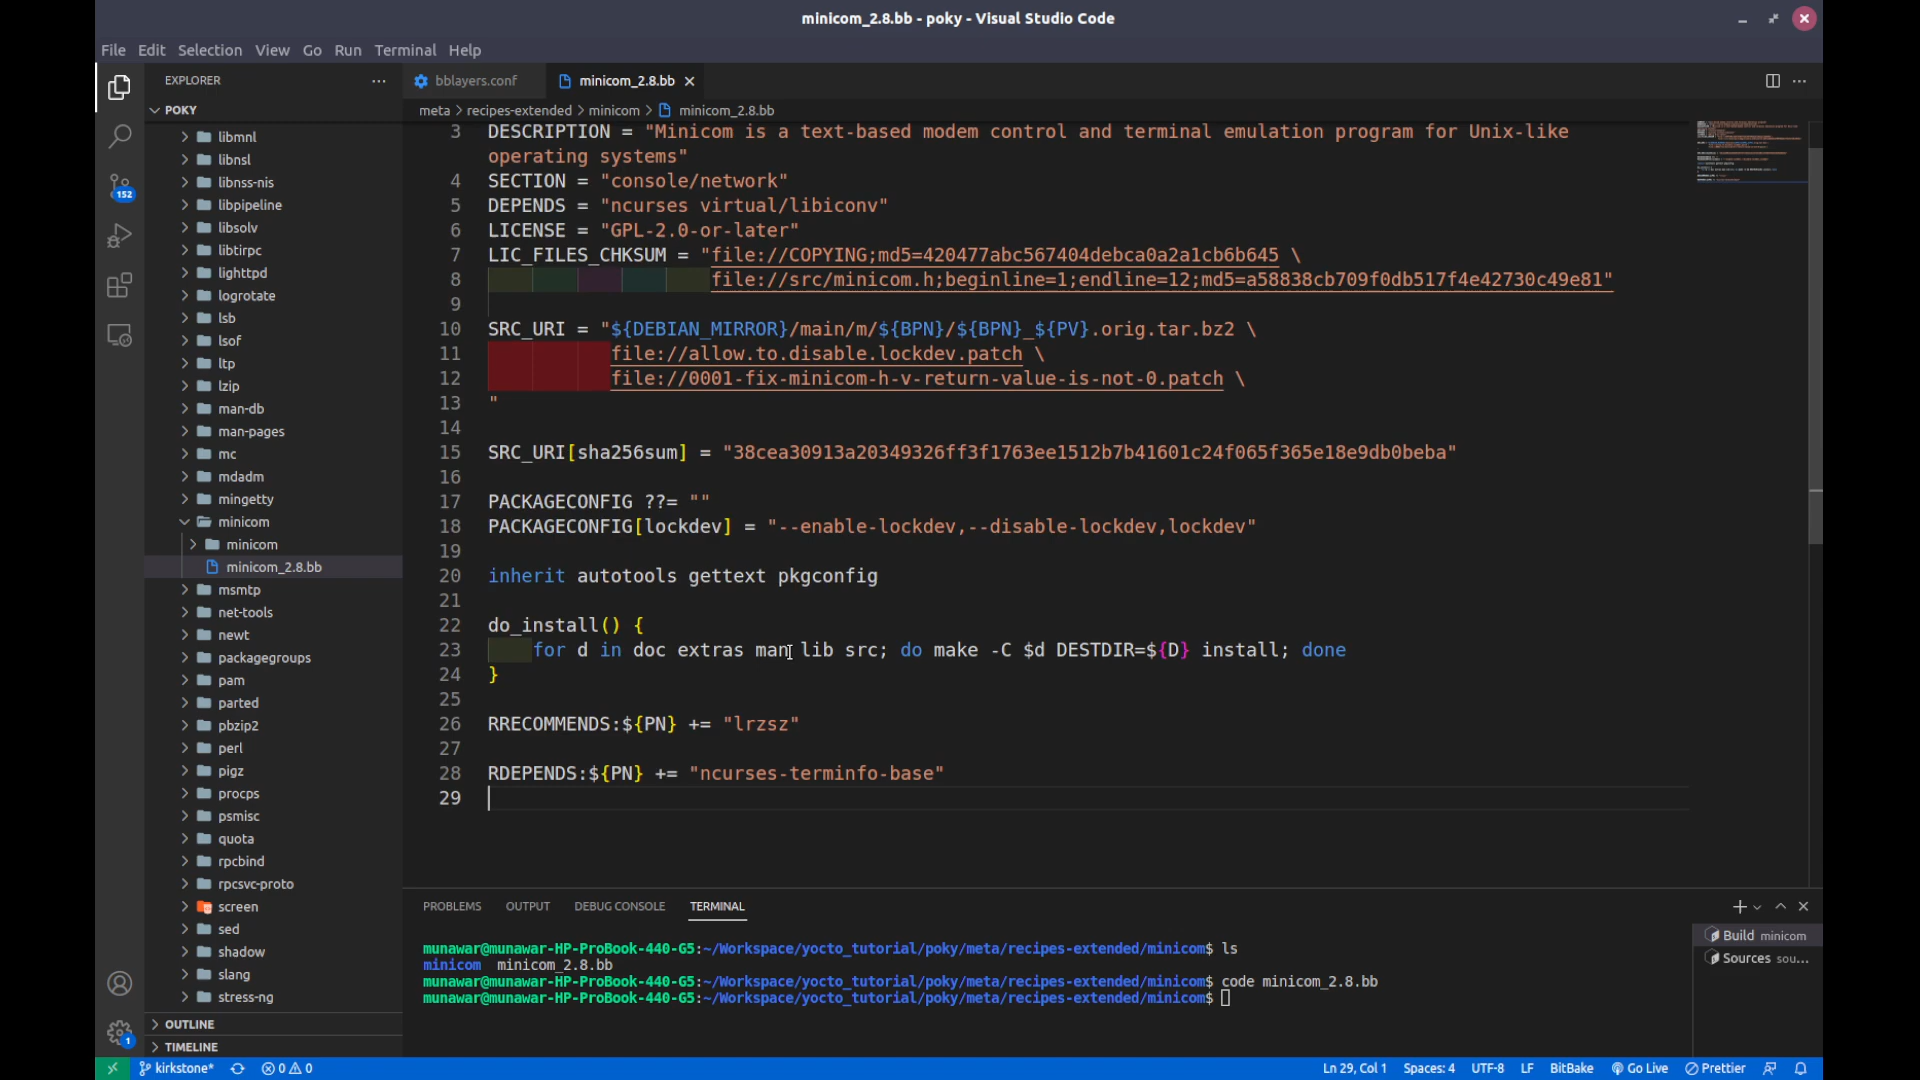 minicom_2.8.bb - poky - Visual Studio Code
File Edit Selection View Go Run Terminal Help
EXPLORER
POKY
libmnl
libnsl
libnss-nis
libpipeline
libsolv
libtirpc
lighttpd
logrotate
lsb
lsof
ltp
lzip
man-db
man-pages
mc
mdadm
mingetty
minicom
minicom
minicom_2.8.bb
msmtp
net-tools
newt
packagegroups
pam
parted
pbzip2
perl
pigz
procps
psmisc
quota
rpcbind
rpcsvc-proto
screen
sed
shadow
slang
stress-ng
OUTLINE
TIMELINE
152
1
bblayers.conf minicom_2.8.bb
meta > recipes-extended > minicom > minicom_2.8.bb
3 DESCRIPTION = "Minicom is a text-based modem control and terminal emulation program for Unix-like
operating systems"
4 SECTION = "console/network"
5 DEPENDS = "ncurses virtual/libiconv"
6 LICENSE = "GPL-2.0-or-later"
7 LIC_FILES_CHKSUM = "file://COPYING;md5=420477abc567404debca0a2a1cb6b645 \
8 file://src/minicom.h;beginline=1;endline=12;md5=a58838cb709f0db517f4e42730c49e81"
9
10 SRC_URI = "${DEBIAN_MIRROR}/main/m/${BPN}/${BPN}_${PV}.orig.tar.bz2 \
11 file://allow.to.disable.lockdev.patch \
12 file://0001-fix-minicom-h-v-return-value-is-not-0.patch \
13 "
14
15 SRC_URI[sha256sum] = "38cea30913a20349326ff3f1763ee1512b7b41601c24f065f365e18e9db0beba"
16
17 PACKAGECONFIG ??= ""
18 PACKAGECONFIG[lockdev] = "--enable-lockdev,--disable-lockdev,lockdev"
19
20 inherit autotools gettext pkgconfig
21
22 do_install() {
23 for d in doc extras man lib src; do make -C $d DESTDIR=${D} install; done
24 }
25
26 RRECOMMENDS:${PN} += "lrzsz"
27
28 RDEPENDS:${PN} += "ncurses-terminfo-base"
29
PROBLEMS OUTPUT DEBUG CONSOLE TERMINAL
munawar@munawar-HP-ProBook-440-G5:~/Workspace/yocto_tutorial/poky/meta/recipes-extended/minicom$ ls
minicom minicom_2.8.bb
munawar@munawar-HP-ProBook-440-G5:~/Workspace/yocto_tutorial/poky/meta/recipes-extended/minicom$ code minicom_2.8.bb
munawar@munawar-HP-ProBook-440-G5:~/Workspace/yocto_tutorial/poky/meta/recipes-extended/minicom$
Build minicom
Sources sou...
kirkstone* 0 0 Ln 29, Col 1 Spaces: 4 UTF-8 LF BitBake Go Live Prettier